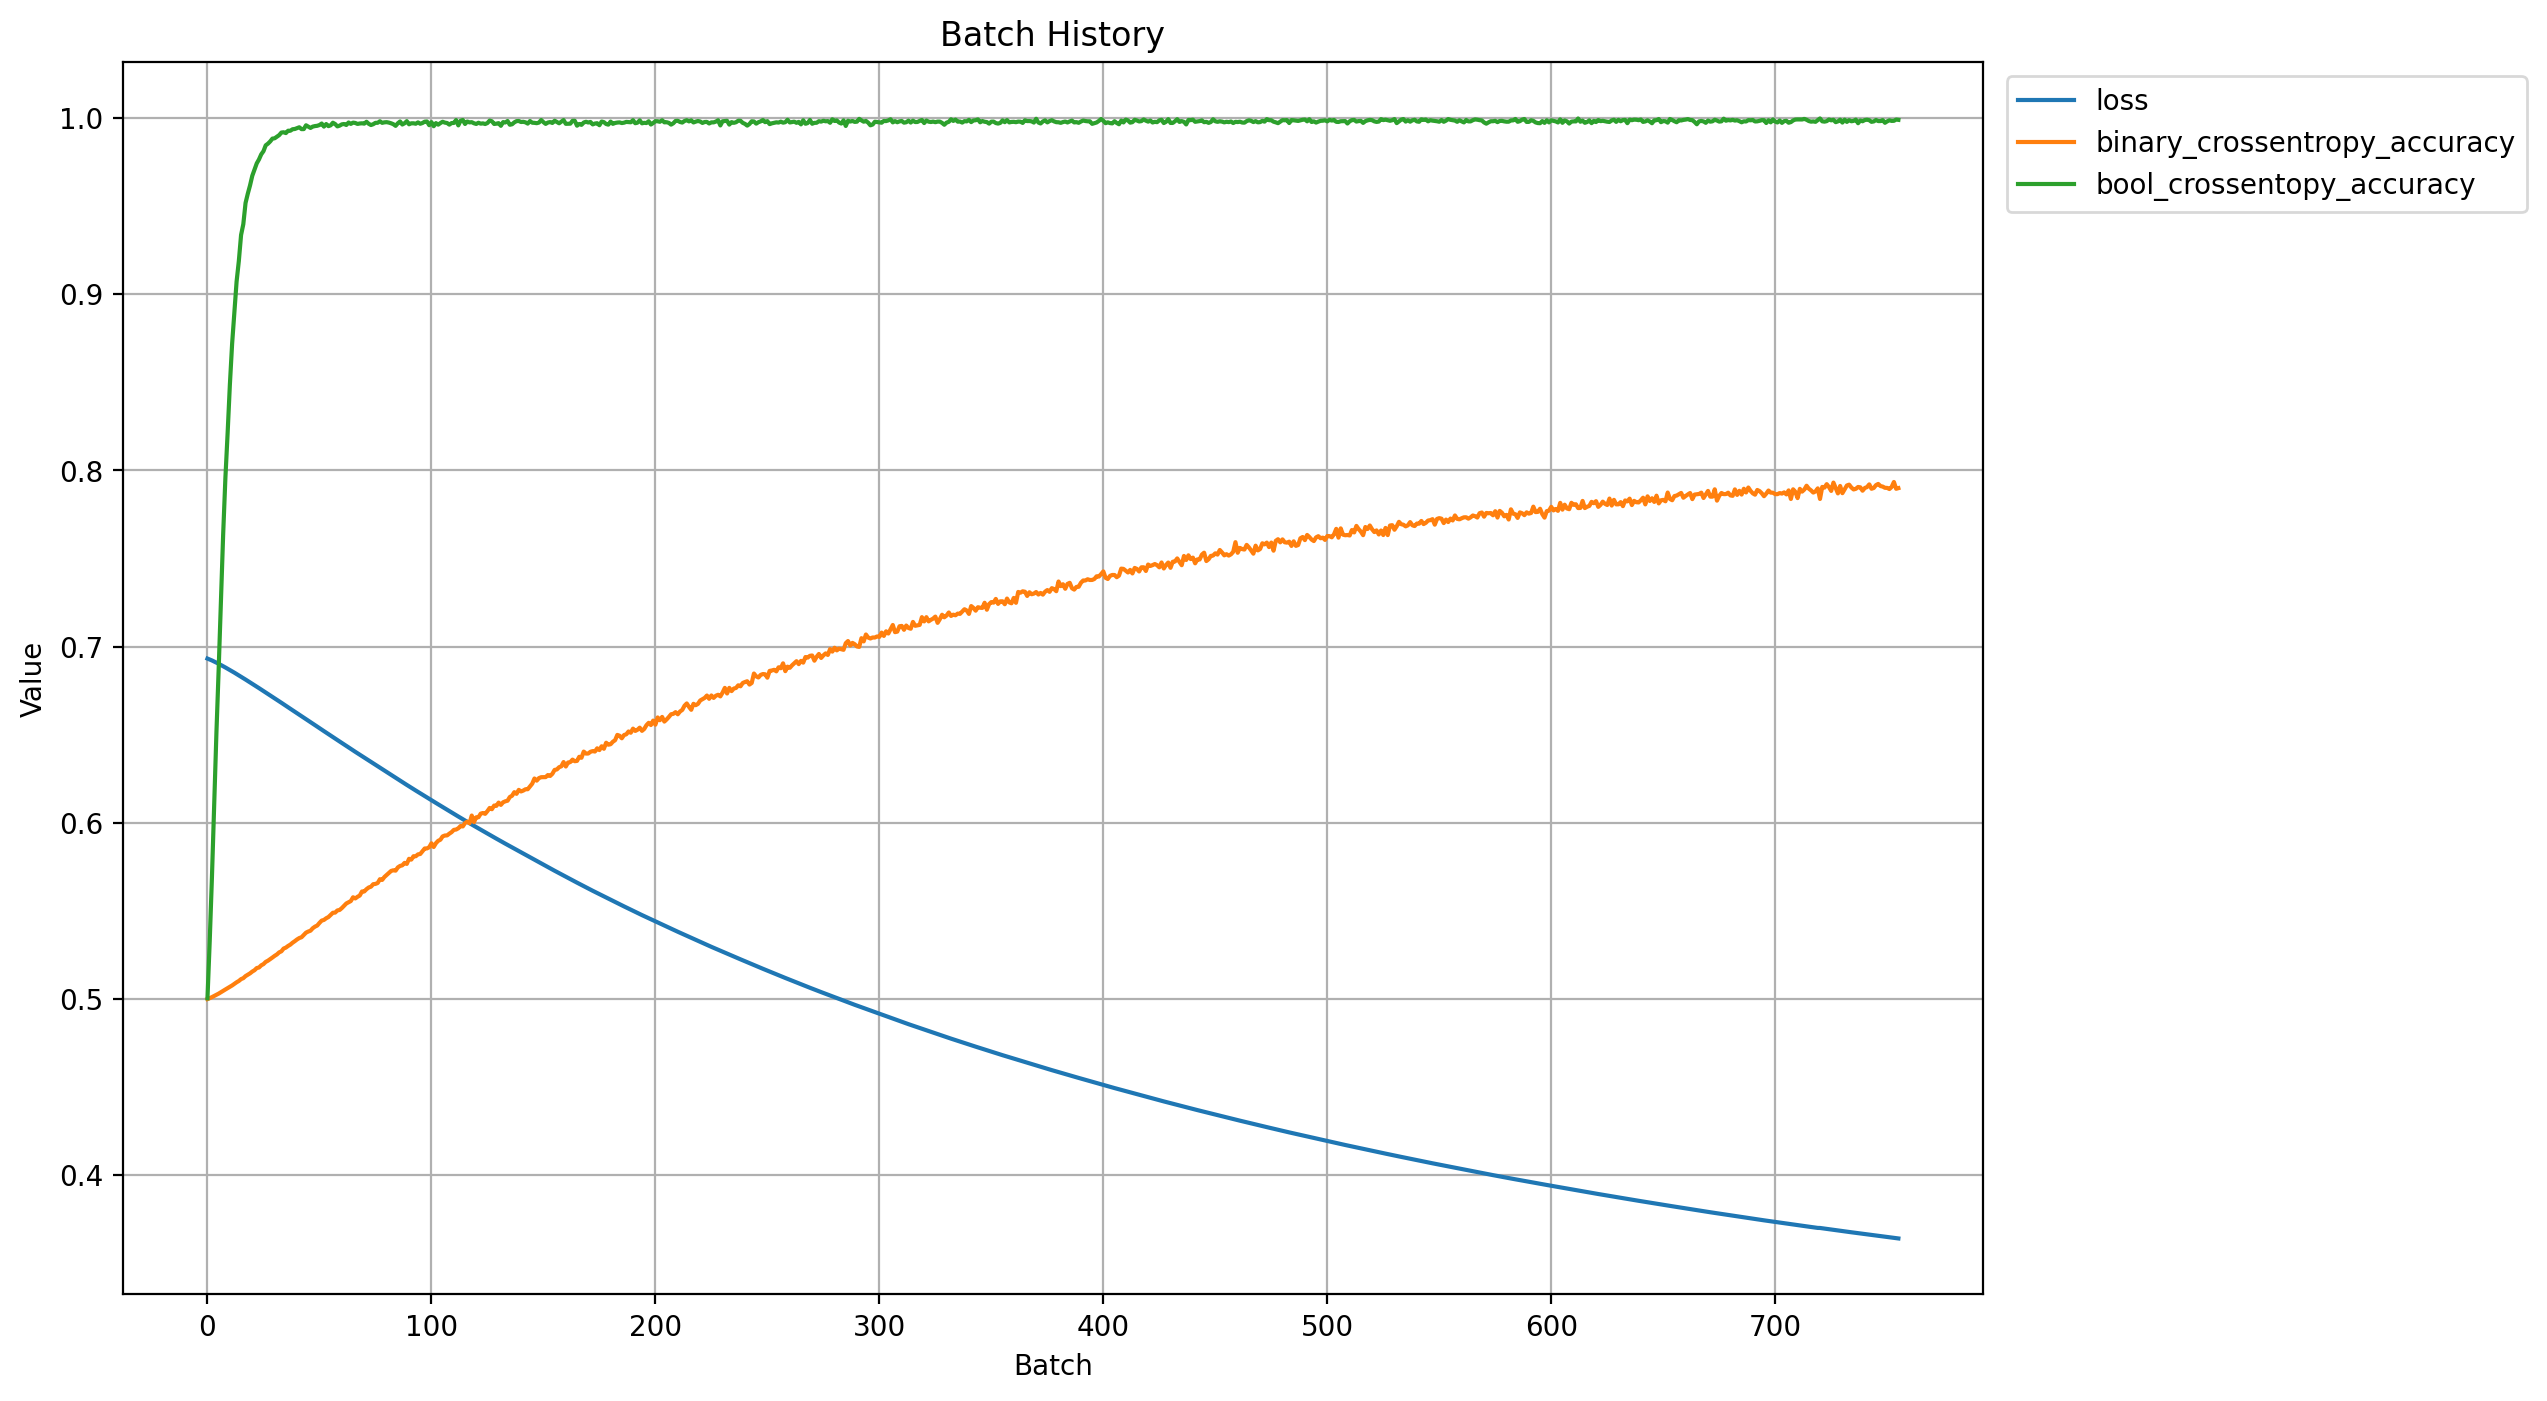 Batch History
1.0
0.9
0.8
0.7
0.6
0.5
0.4
Value
0 100 200 300 400 500 600 700
Batch
loss
binary_crossentropy_accuracy
bool_crossentopy_accuracy